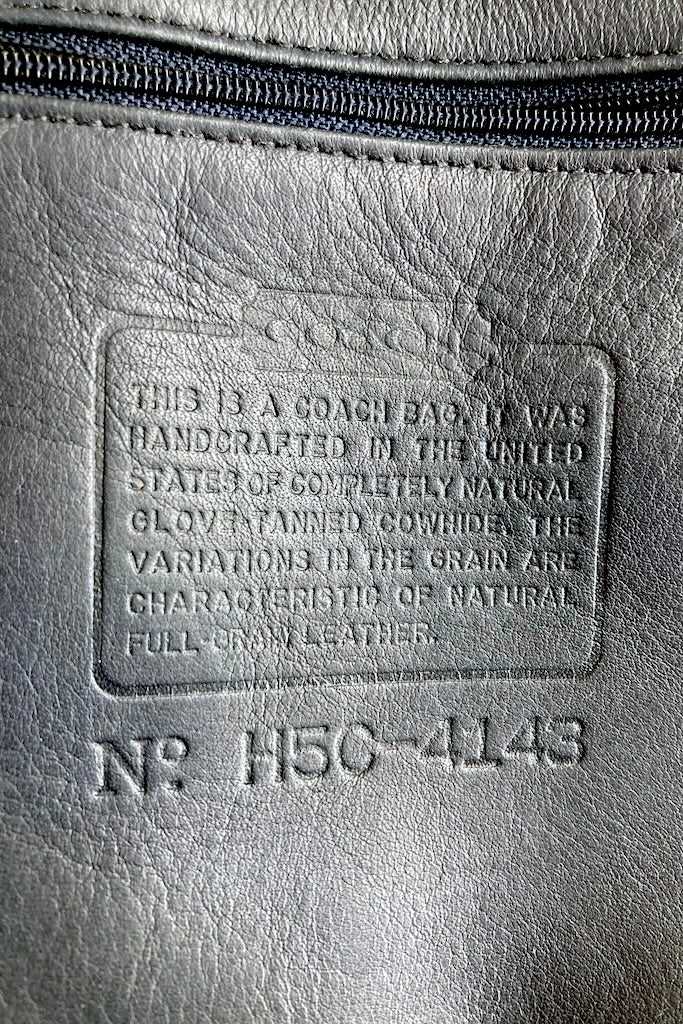 COACH
THIS IS A COACH BAG. IT WAS
HANDCRAFTED IN THE UNITED
STATES OF COMPLETELY NATURAL
GLOVE-TANNED COWHIDE. THE
VARIATIONS IN THE GRAIN ARE
CHARACTERISTIC OF NATURAL
FULL-GRAIN LEATHER.
Nº H5C-4143